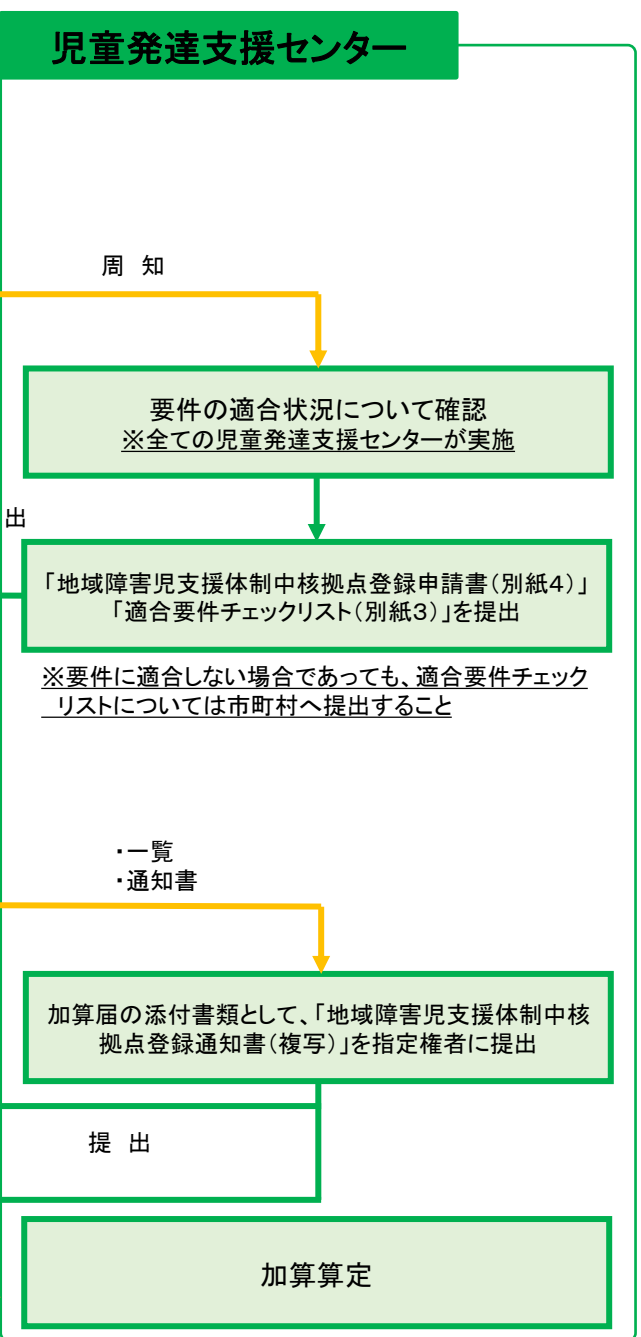 児童発達支援センター
周 知
要件の適合状況について確認
※全ての児童発達支援センターが実施
出
「地域障害児支援体制中核拠点登録申請書（別紙４）」
「適合要件チェックリスト（別紙３）」を提出
※要件に適合しない場合であっても、適合要件チェック
リストについては市町村へ提出すること
・一覧
・通知書
加算届の添付書類として、「地域障害児支援体制中核
拠点登録通知書（複写）」を指定権者に提出
提 出
加算算定